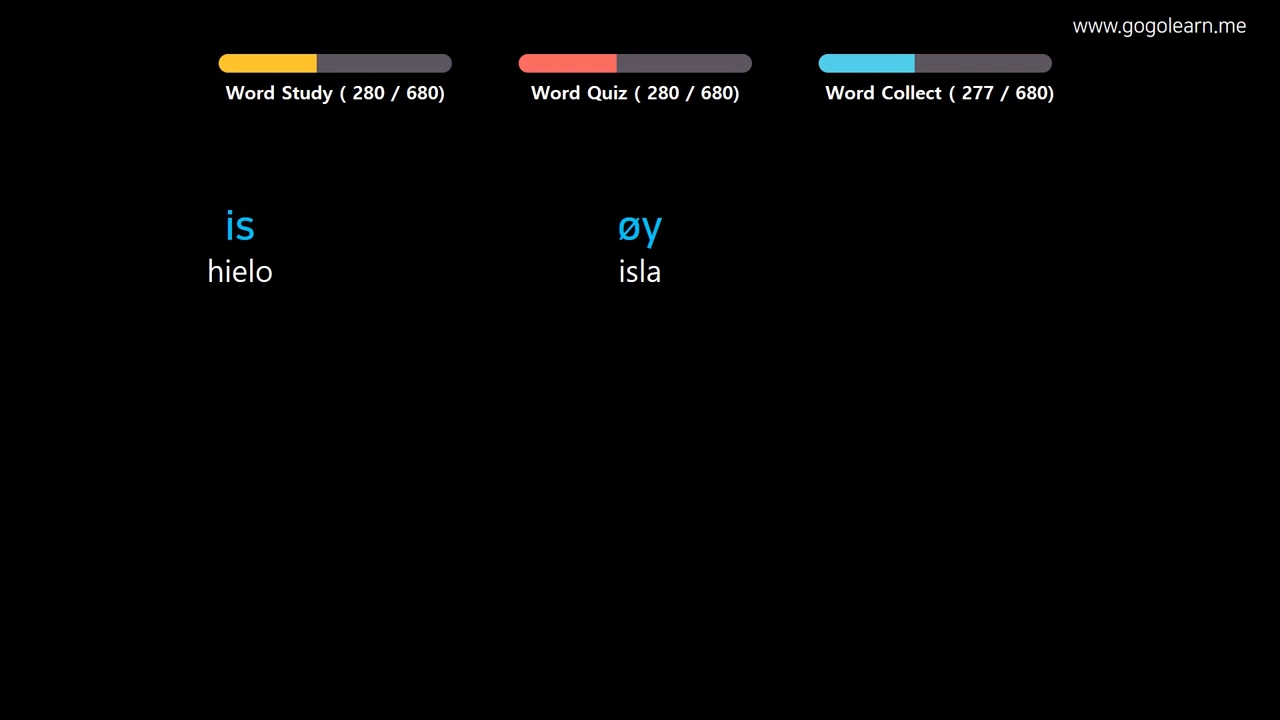 www.gogolearn.me
Word Study ( 280 / 680)
Word Quiz ( 280 / 680)
Word Collect ( 277 / 680)
is
hielo
øy
isla